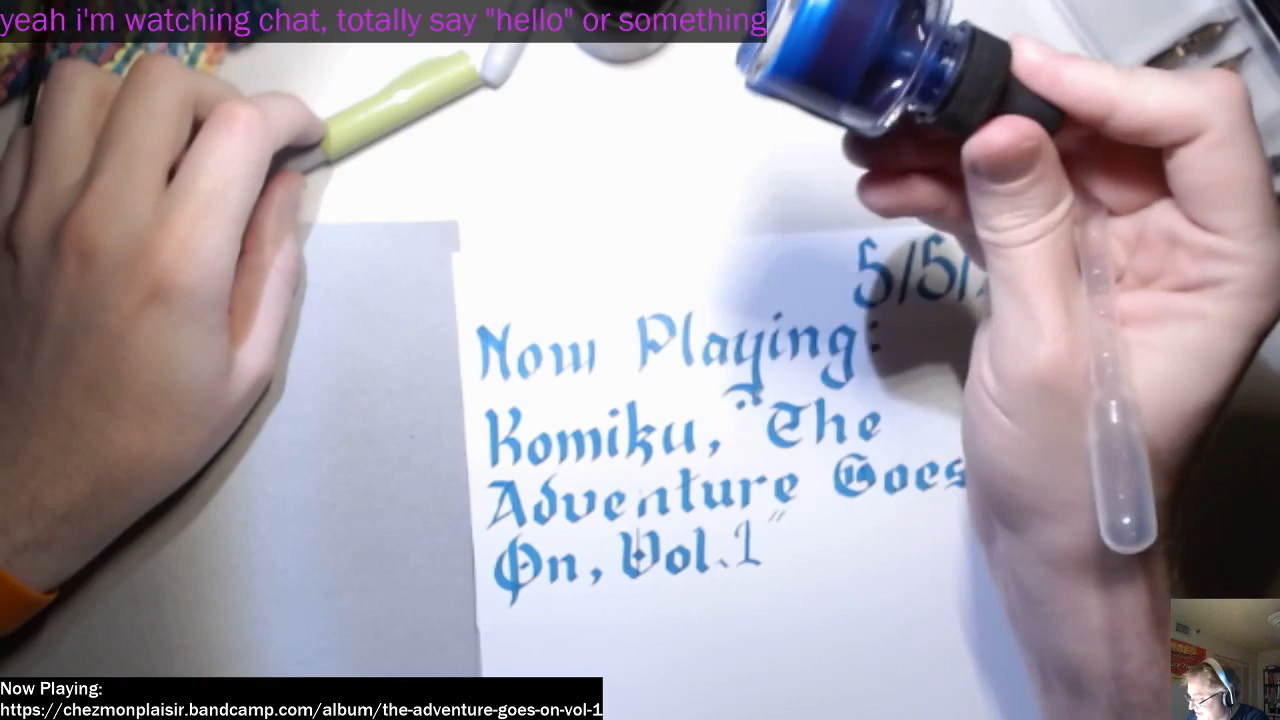 yeah i'm watching chat, totally say "hello" or something
5/5/
Now Playing:
Komiku, "The
Adventure Goes
On, Vol. 1"
Now Playing:
https://chezmonplaisir.bandcamp.com/album/the-adventure-goes-on-vol-1